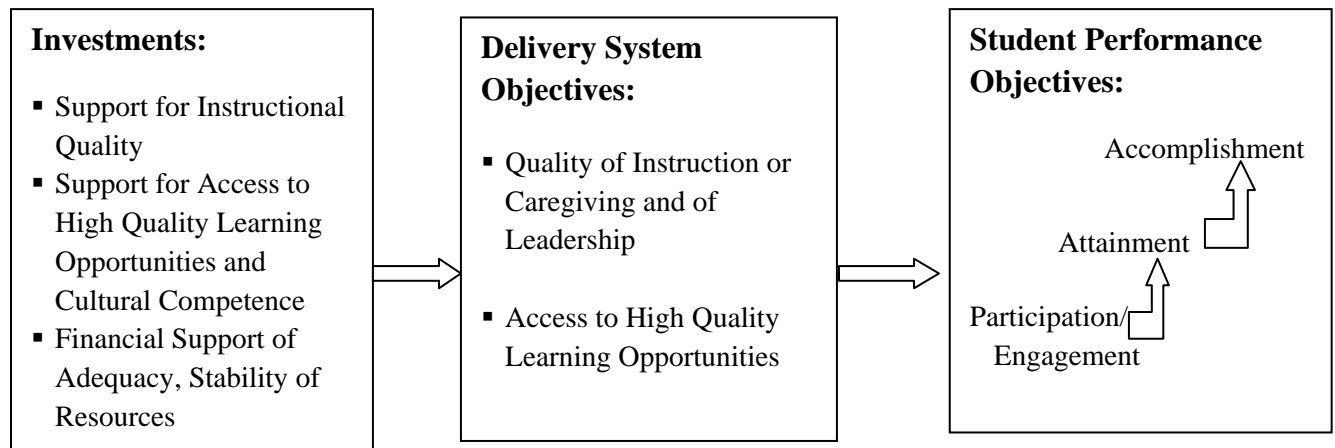 Investments:
▪ Support for Instructional
Quality
▪ Support for Access to
High Quality Learning
Opportunities and
Cultural Competence
▪ Financial Support of
Adequacy, Stability of
Resources
Delivery System
Objectives:
▪ Quality of Instruction or
Caregiving and of
Leadership
▪ Access to High Quality
Learning Opportunities
Student Performance
Objectives:
Accomplishment
Attainment
Participation/
Engagement